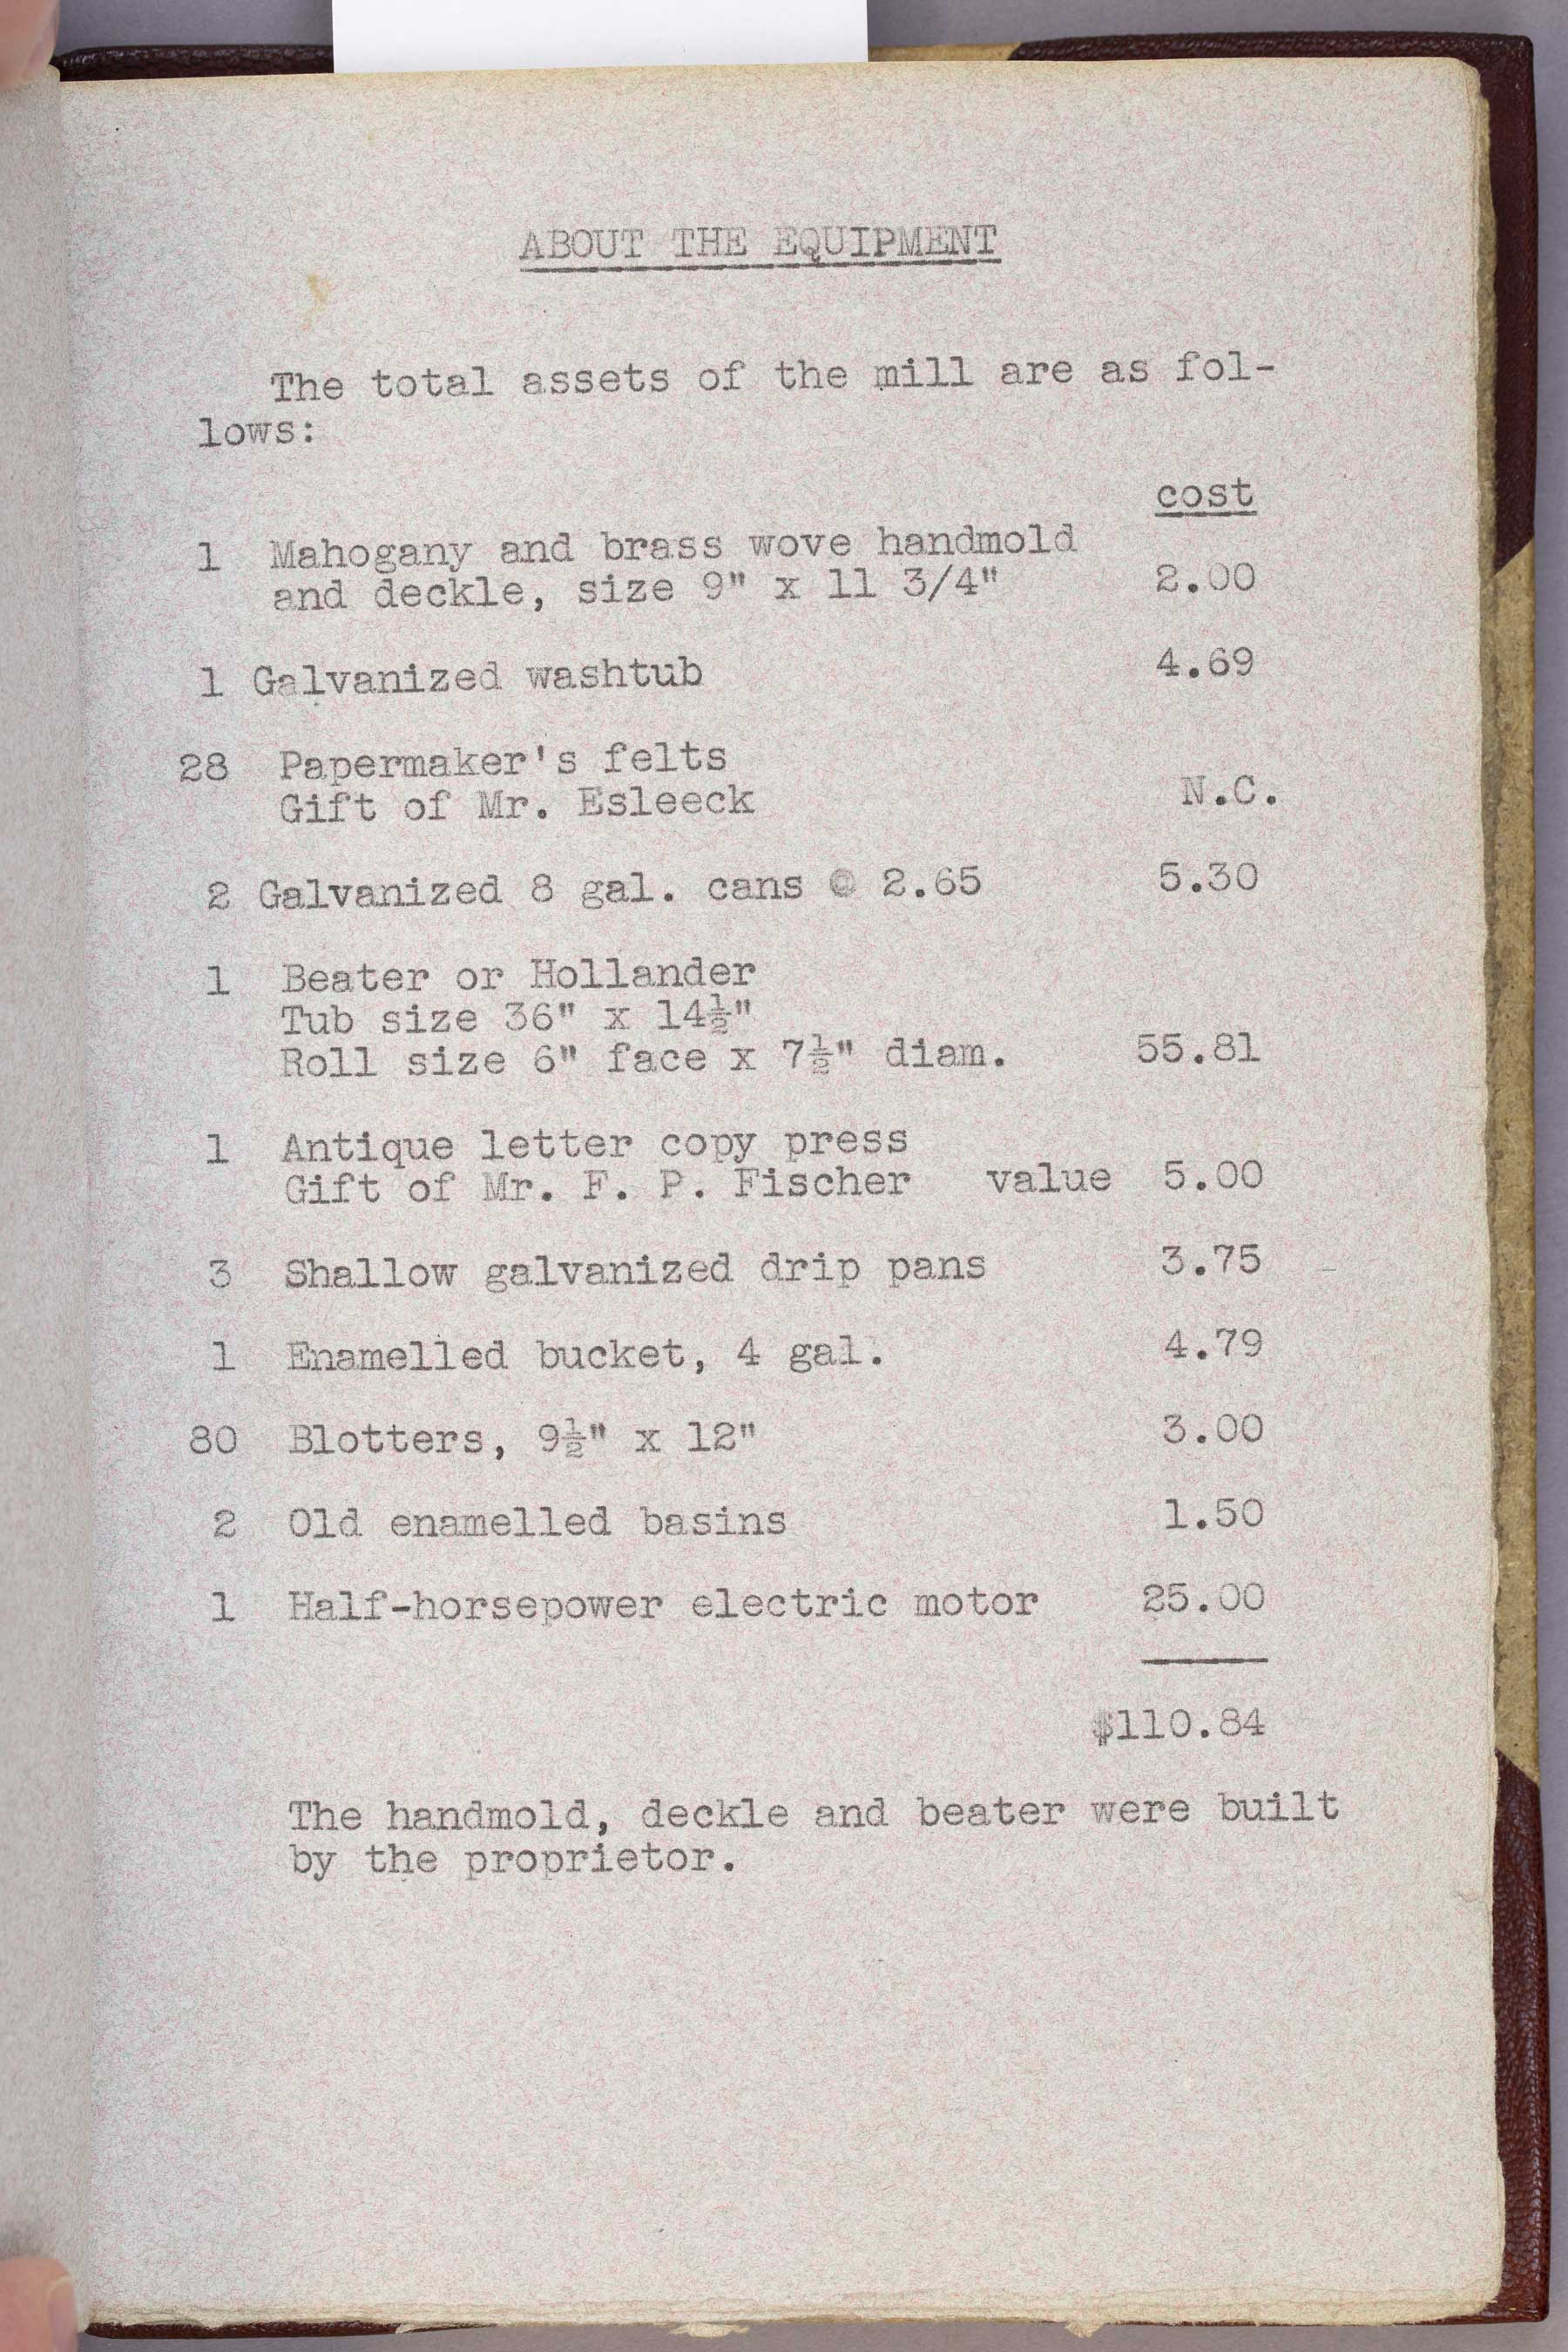 ABOUT THE EQUIPMENT
The total assets of the mill are as fol-
lows:
cost
1 Mahogany and brass wove handmold
and deckle, size 9" x 11 3/4" 2.00
1 Galvanized washtub 4.69
28 Papermaker's felts
Gift of Mr. Esleeck N.C.
2 Galvanized 8 gal. cans @ 2.65 5.30
1 Beater or Hollander
Tub size 36" x 14½"
Roll size 6" face x 7½" diam. 55.81
1 Antique letter copy press
Gift of Mr. F. P. Fischer value 5.00
3 Shallow galvanized drip pans 3.75
1 Enamelled bucket, 4 gal. 4.79
80 Blotters, 9½" x 12" 3.00
2 Old enamelled basins 1.50
1 Half-horsepower electric motor 25.00
$110.84
The handmold, deckle and beater were built
by the proprietor.